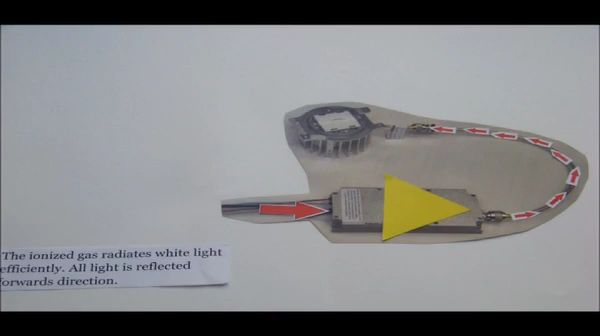 The ionized gas radiates white light
efficiently. All light is reflected
forwards direction.